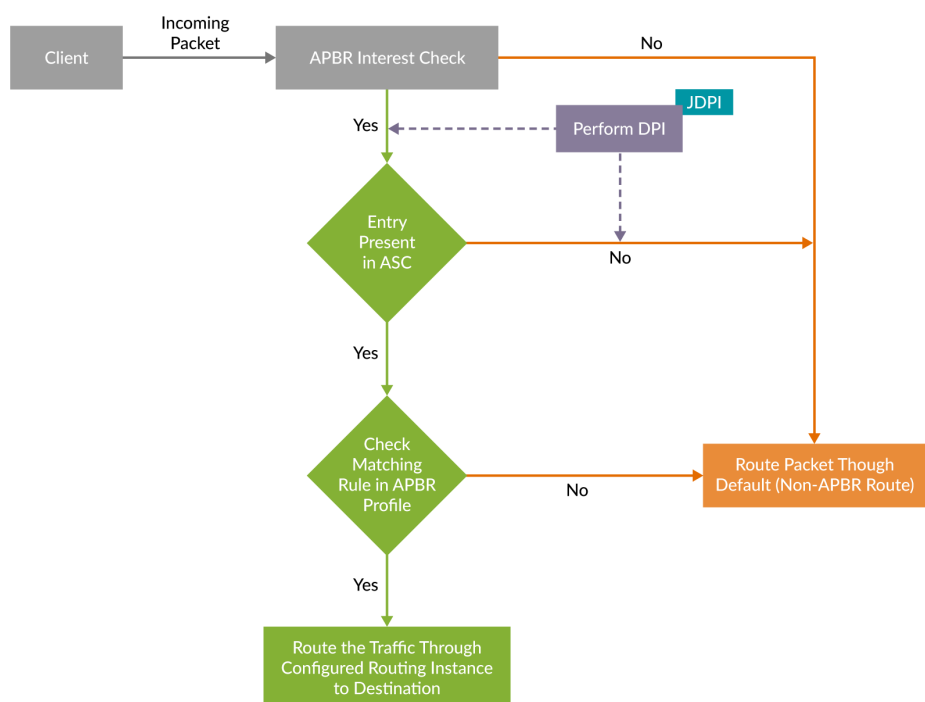 Incoming
Packet
Client
APBR Interest Check
No
JDPI
Yes
Perform DPI
Entry
Present
in ASC
No
Yes
Check
Matching
Rule in APBR
Profile
No
Route Packet Though
Default (Non-APBR Route)
Yes
Route the Traffic Through
Configured Routing Instance
to Destination